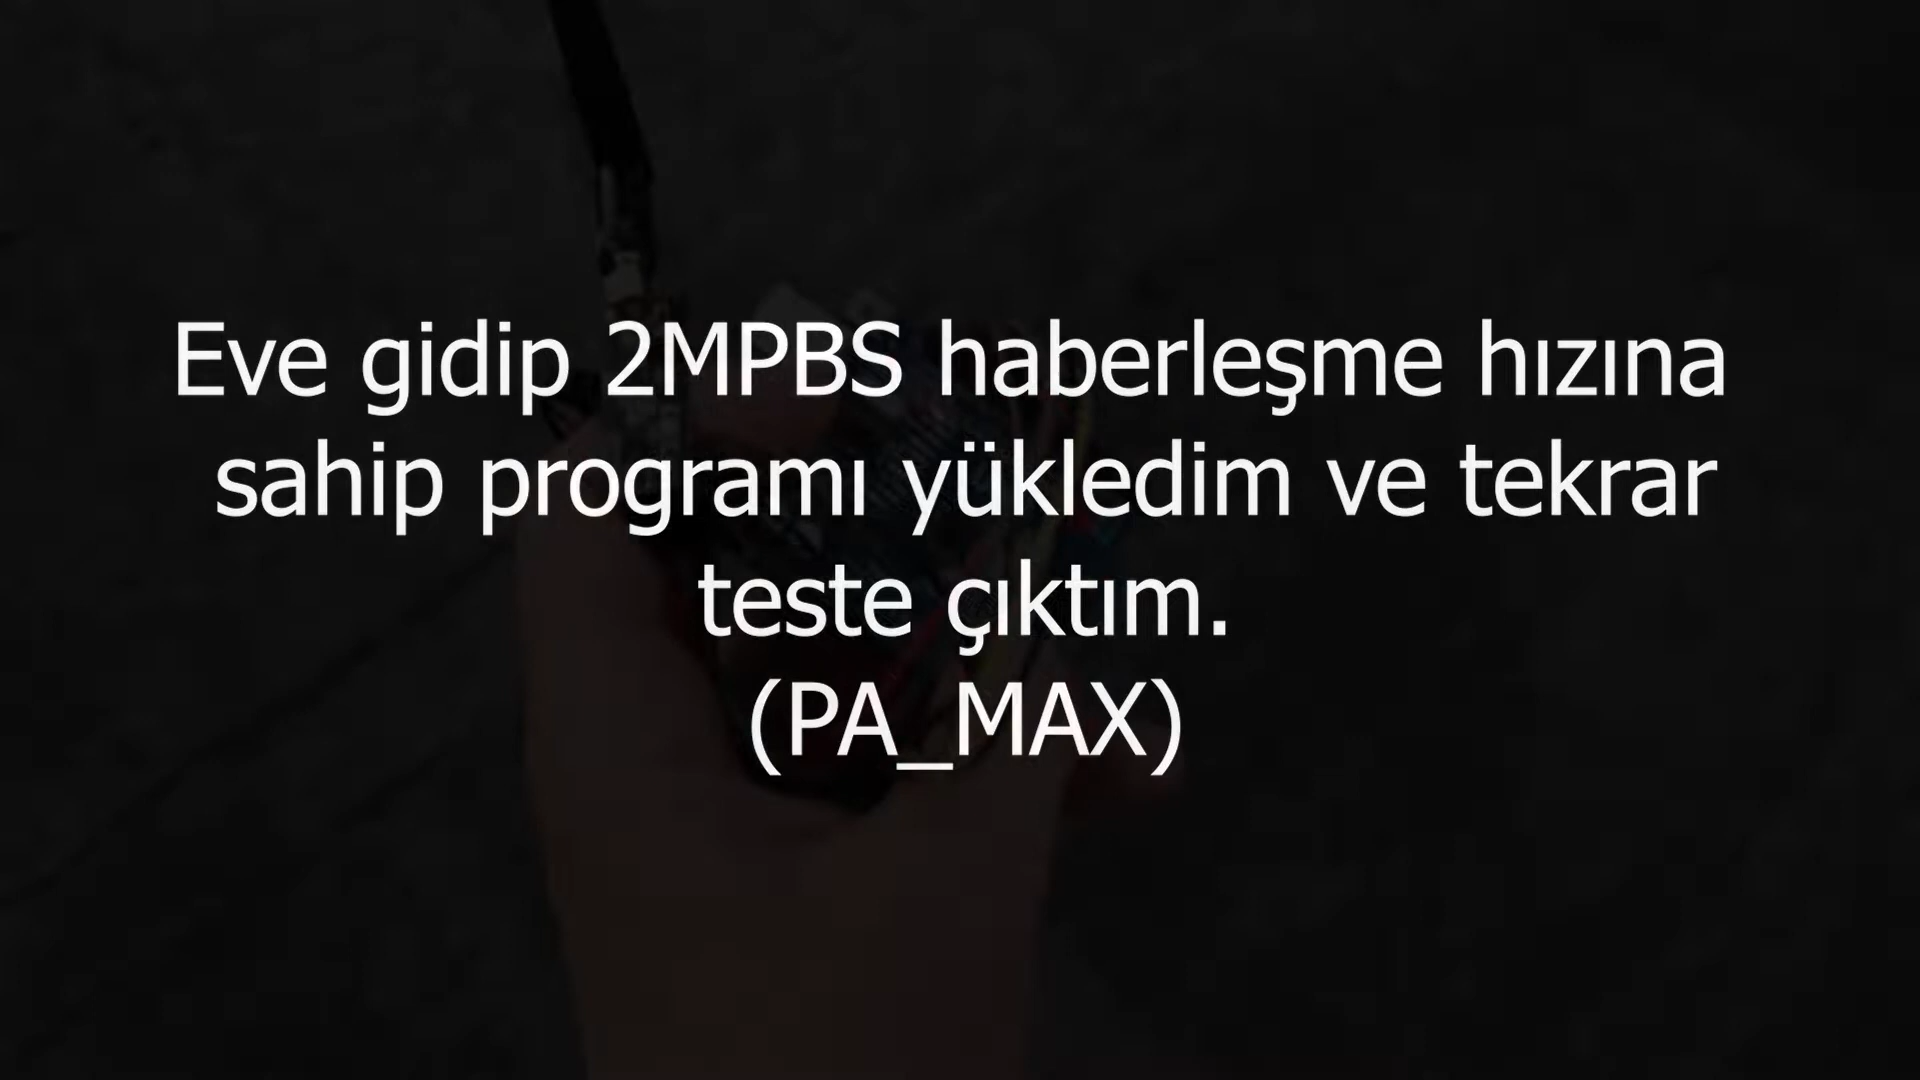 Eve gidip 2MPBS haberleşme hızına
sahip programı yükledim ve tekrar
teste çıktım.
(PA_MAX)